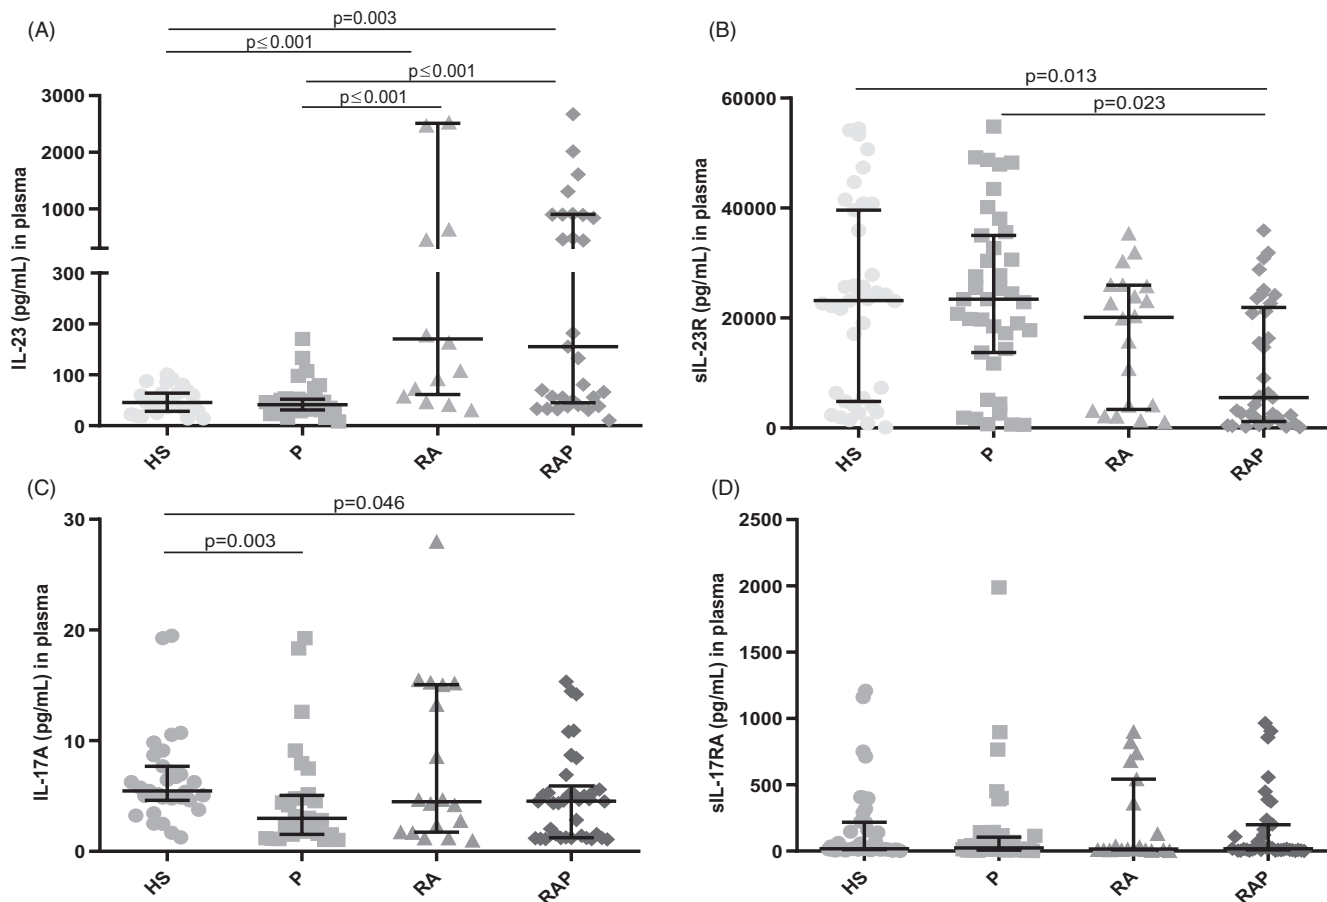 (A)
p=0.003
p≤0.001
p≤0.001
p≤0.001
3000
2000
1000
300
200
100
0
IL-23 (pg/mL) in plasma
HS
P
RA
RAP
(B)
p=0.013
p=0.023
60000
40000
20000
0
sIL-23R (pg/mL) in plasma
HS
P
RA
RAP
(C)
p=0.046
p=0.003
30
20
10
0
IL-17A (pg/mL) in plasma
HS
P
RA
RAP
(D)
2500
2000
1500
1000
500
0
sIL-17RA (pg/mL) in plasma
HS
P
RA
RAP